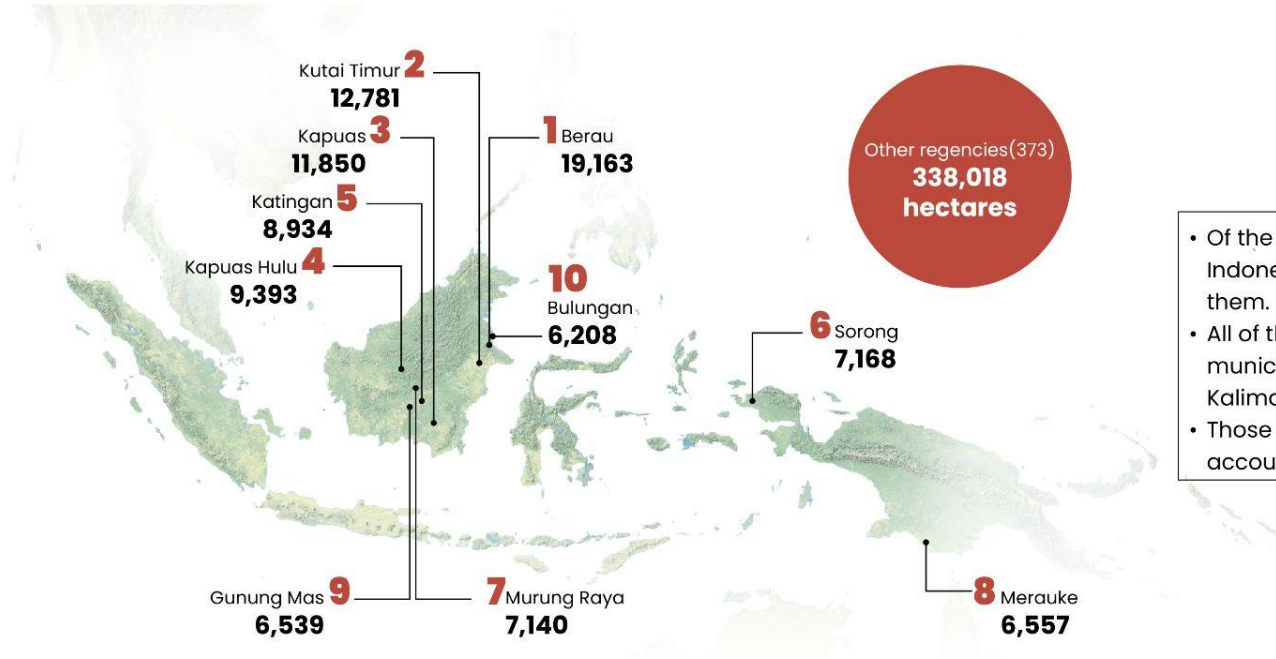 Kutai Timur 2
12,781
Kapuas 3
11,850
Katingan 5
8,934
Kapuas Hulu 4
9,393
1 Berau
19,163
10
Bulungan
6,208
Other regencies(373)
338,018
hectares
6 Sorong
7,168
Gunung Mas 9
6,539
7 Murung Raya
7,140
8 Merauke
6,557
• Of the
Indone
them.
• All of th
munic
Kalima
• Those
accou